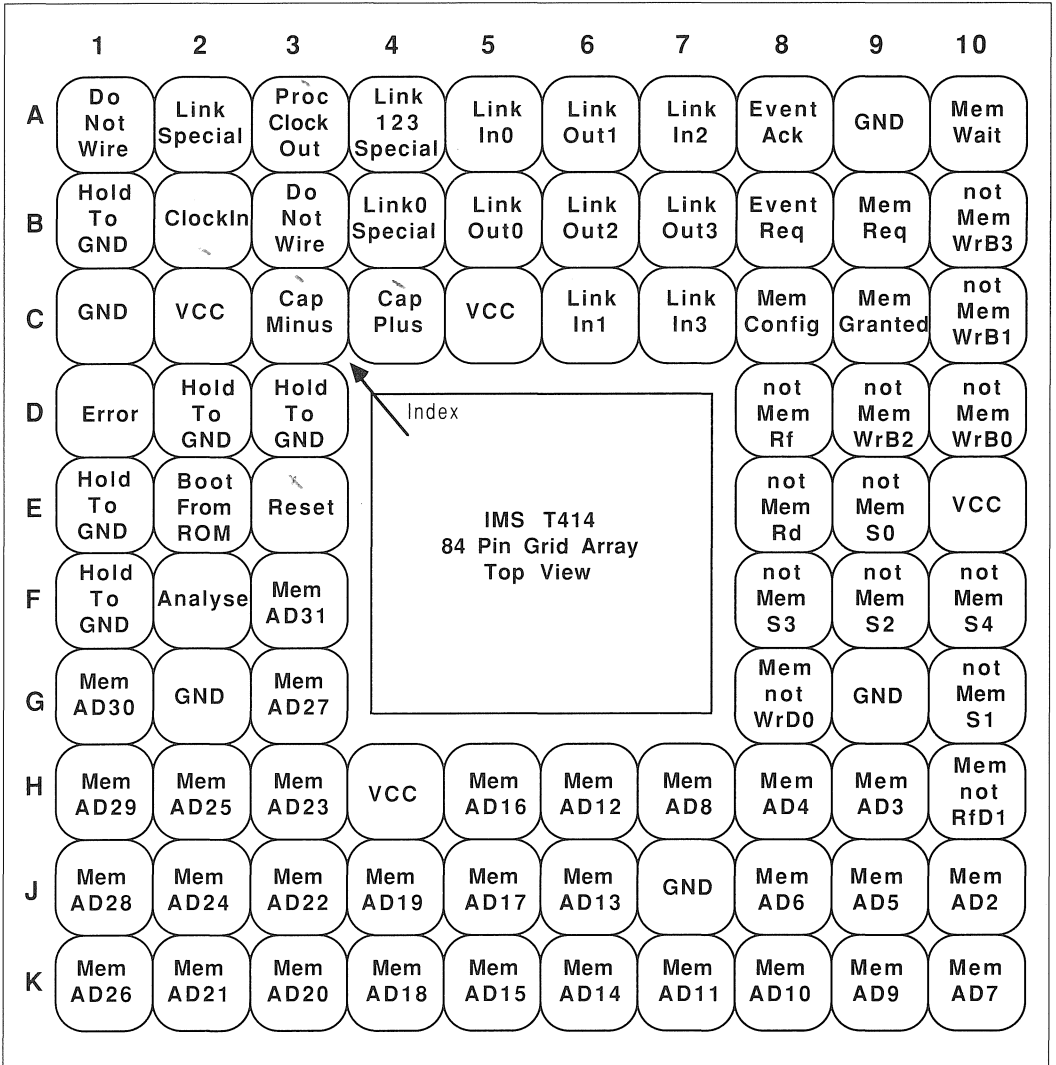 1 2 3 4 5 6 7 8 9 10
A
Do Not Wire
Link Special
Proc Clock Out
Link 123 Special
Link In0
Link Out1
Link In2
Event Ack
GND
Mem Wait
B
Hold To GND
ClockIn
Do Not Wire
Link0 Special
Link Out0
Link Out2
Link Out3
Event Req
Mem Req
not Mem WrB3
C
GND
VCC
Cap Minus
Cap Plus
VCC
Link In1
Link In3
Mem Config
Mem Granted
not Mem WrB1
D
Error
Hold To GND
Hold To GND
Index
not Mem Rf
not Mem WrB2
not Mem WrB0
E
Hold To GND
Boot From ROM
Reset
IMS T414
84 Pin Grid Array
Top View
not Mem Rd
not Mem S0
VCC
F
Hold To GND
Analyse
Mem AD31
not Mem S3
not Mem S2
not Mem S4
G
Mem AD30
GND
Mem AD27
Mem not WrD0
GND
not Mem S1
H
Mem AD29
Mem AD25
Mem AD23
VCC
Mem AD16
Mem AD12
Mem AD8
Mem AD4
Mem AD3
Mem not RfD1
J
Mem AD28
Mem AD24
Mem AD22
Mem AD19
Mem AD17
Mem AD13
GND
Mem AD6
Mem AD5
Mem AD2
K
Mem AD26
Mem AD21
Mem AD20
Mem AD18
Mem AD15
Mem AD14
Mem AD11
Mem AD10
Mem AD9
Mem AD7